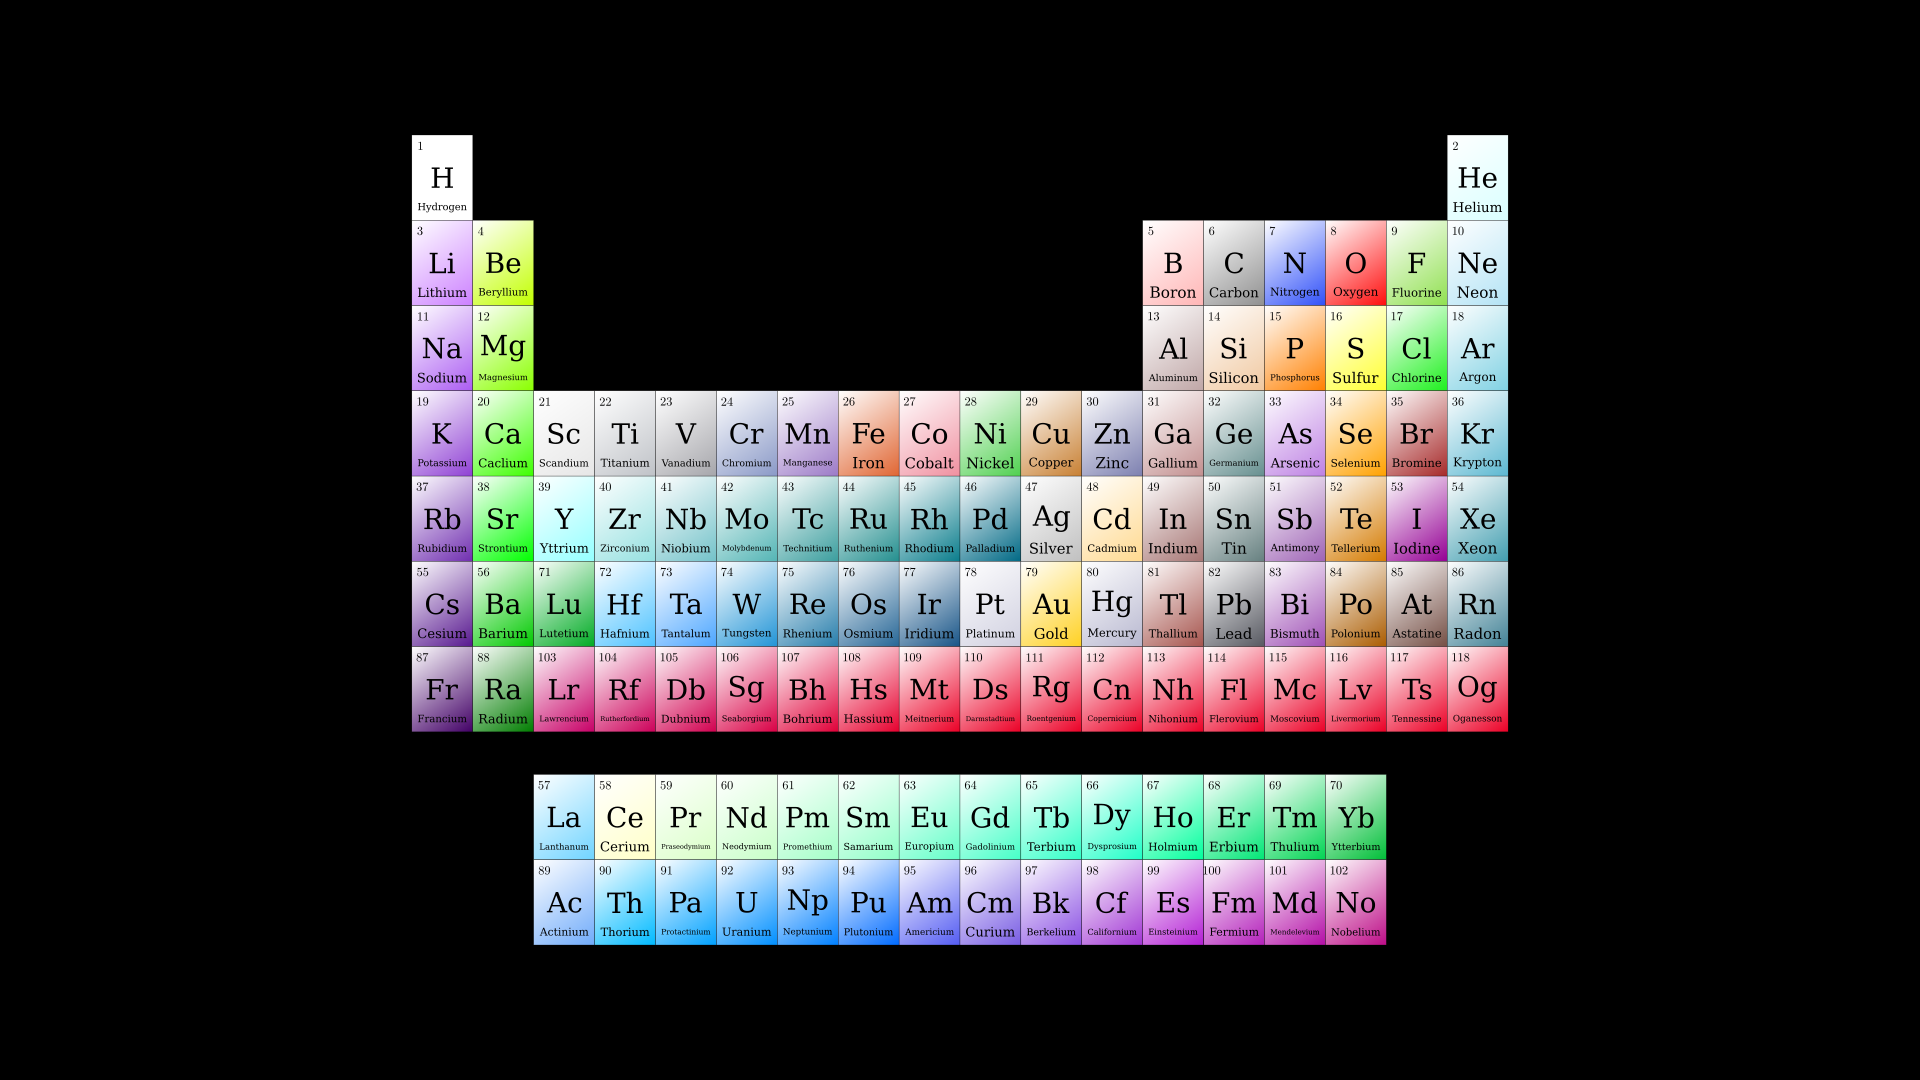 1 2
H He
Hydrogen Helium
3 4 5 6 7 8 9 10
Li Be B C N O F Ne
Lithium Beryllium Boron Carbon Nitrogen Oxygen Fluorine Neon
11 12 13 14 15 16 17 18
Na Mg Al Si P S Cl Ar
Sodium Magnesium Aluminum Silicon Phosphorus Sulfur Chlorine Argon
19 20 21 22 23 24 25 26 27 28 29 30 31 32 33 34 35 36
K Ca Sc Ti V Cr Mn Fe Co Ni Cu Zn Ga Ge As Se Br Kr
Potassium Caclium Scandium Titanium Vanadium Chromium Manganese Iron Cobalt Nickel Copper Zinc Gallium Germanium Arsenic Selenium Bromine Krypton
37 38 39 40 41 42 43 44 45 46 47 48 49 50 51 52 53 54
Rb Sr Y Zr Nb Mo Tc Ru Rh Pd Ag Cd In Sn Sb Te I Xe
Rubidium Strontium Yttrium Zirconium Niobium Molybdenum Technitium Ruthenium Rhodium Palladium Silver Cadmium Indium Tin Antimony Tellerium Iodine Xeon
55 56 71 72 73 74 75 76 77 78 79 80 81 82 83 84 85 86
Cs Ba Lu Hf Ta W Re Os Ir Pt Au Hg Tl Pb Bi Po At Rn
Cesium Barium Lutetium Hafnium Tantalum Tungsten Rhenium Osmium Iridium Platinum Gold Mercury Thallium Lead Bismuth Polonium Astatine Radon
87 88 103 104 105 106 107 108 109 110 111 112 113 114 115 116 117 118
Fr Ra Lr Rf Db Sg Bh Hs Mt Ds Rg Cn Nh Fl Mc Lv Ts Og
Francium Radium Lawrencium Rutherfordium Dubnium Seaborgium Bohrium Hassium Meitnerium Darmstadtium Roentgenium Copernicium Nihonium Flerovium Moscovium Livermorium Tennessine Oganesson
57 58 59 60 61 62 63 64 65 66 67 68 69 70
La Ce Pr Nd Pm Sm Eu Gd Tb Dy Ho Er Tm Yb
Lanthanum Cerium Praseodymium Neodymium Promethium Samarium Europium Gadolinium Terbium Dysprosium Holmium Erbium Thulium Ytterbium
89 90 91 92 93 94 95 96 97 98 99 100 101 102
Ac Th Pa U Np Pu Am Cm Bk Cf Es Fm Md No
Actinium Thorium Protactinium Uranium Neptunium Plutonium Americium Curium Berkelium Californium Einsteinium Fermium Mendelevium Nobelium